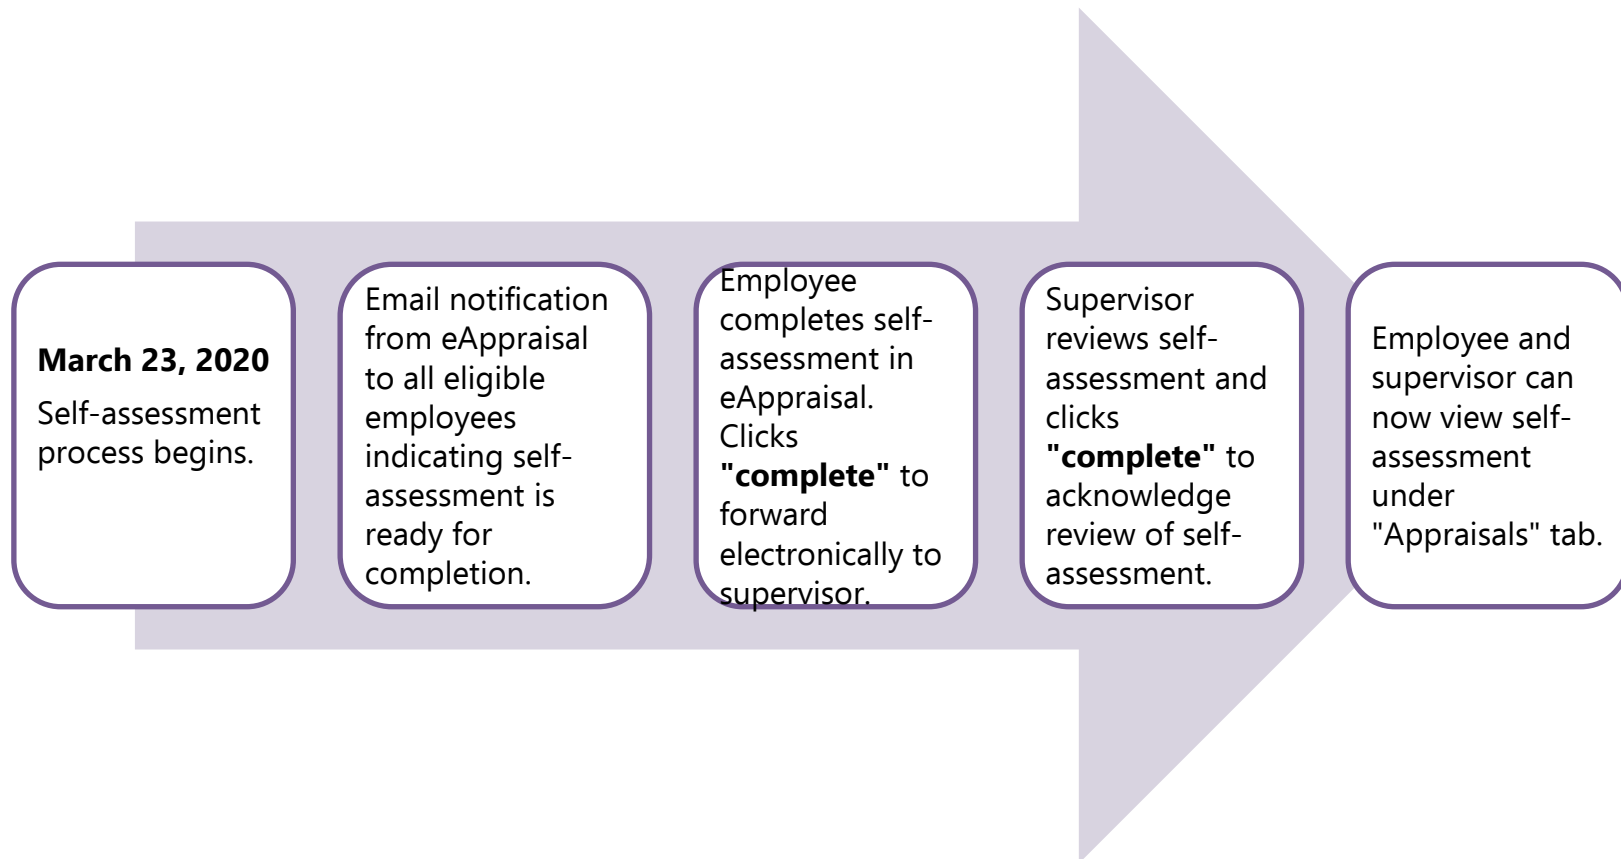 March 23, 2020
Self-assessment
process begins.
Email notification
from eAppraisal
to all eligible
employees
indicating self-
assessment is
ready for
completion.
Employee
completes self-
assessment in
eAppraisal.
Clicks
"complete" to
forward
electronically to
supervisor.
Supervisor
reviews self-
assessment and
clicks
"complete" to
acknowledge
review of self-
assessment.
Employee and
supervisor can
now view self-
assessment
under
"Appraisals" tab.